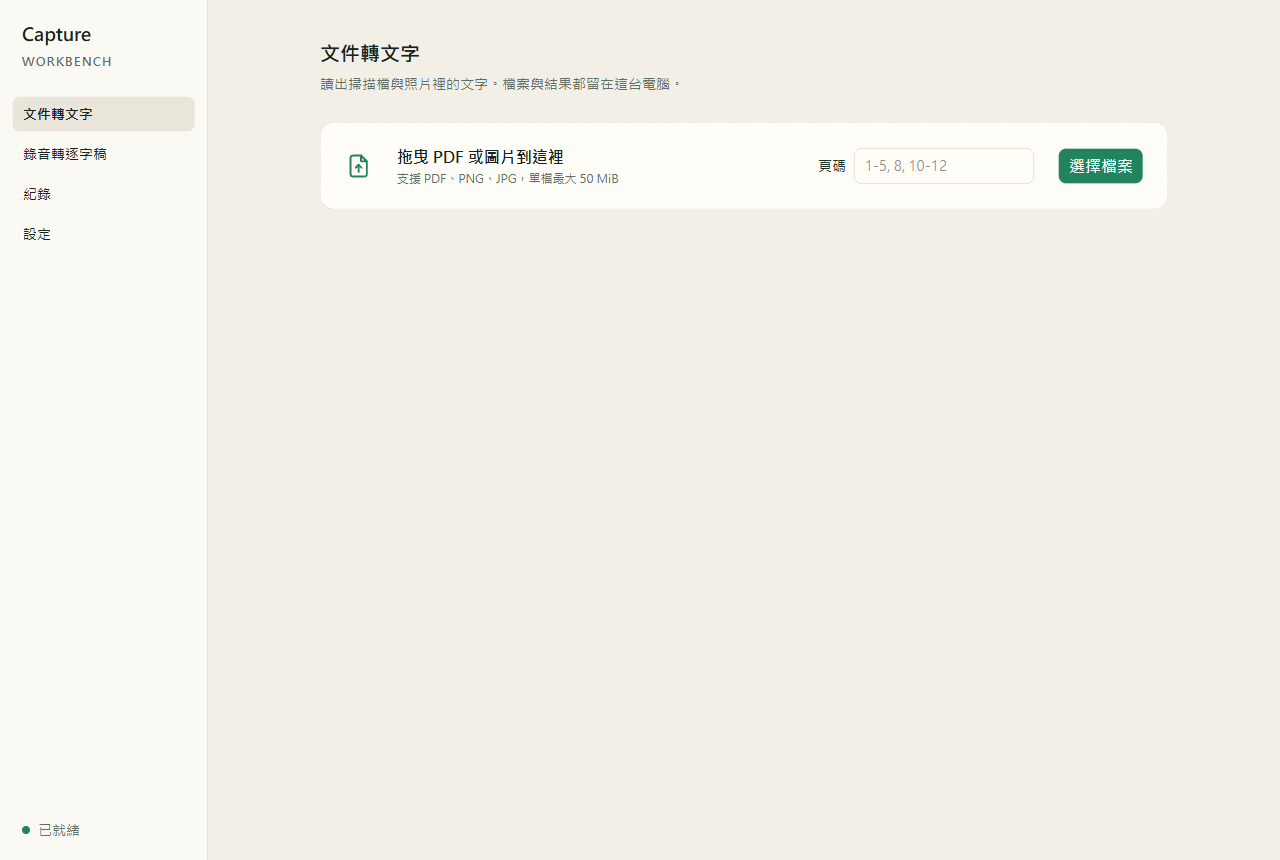 Capture
WORKBENCH
文件轉文字
錄音轉逐字稿
紀錄
設定
已就緒
文件轉文字
讀出掃描檔與照片裡的文字。檔案與結果都留在這台電腦。
拖曳 PDF 或圖片到這裡
支援 PDF、PNG、JPG，單檔最大 50 MiB
頁碼 1-5, 8, 10-12 選擇檔案